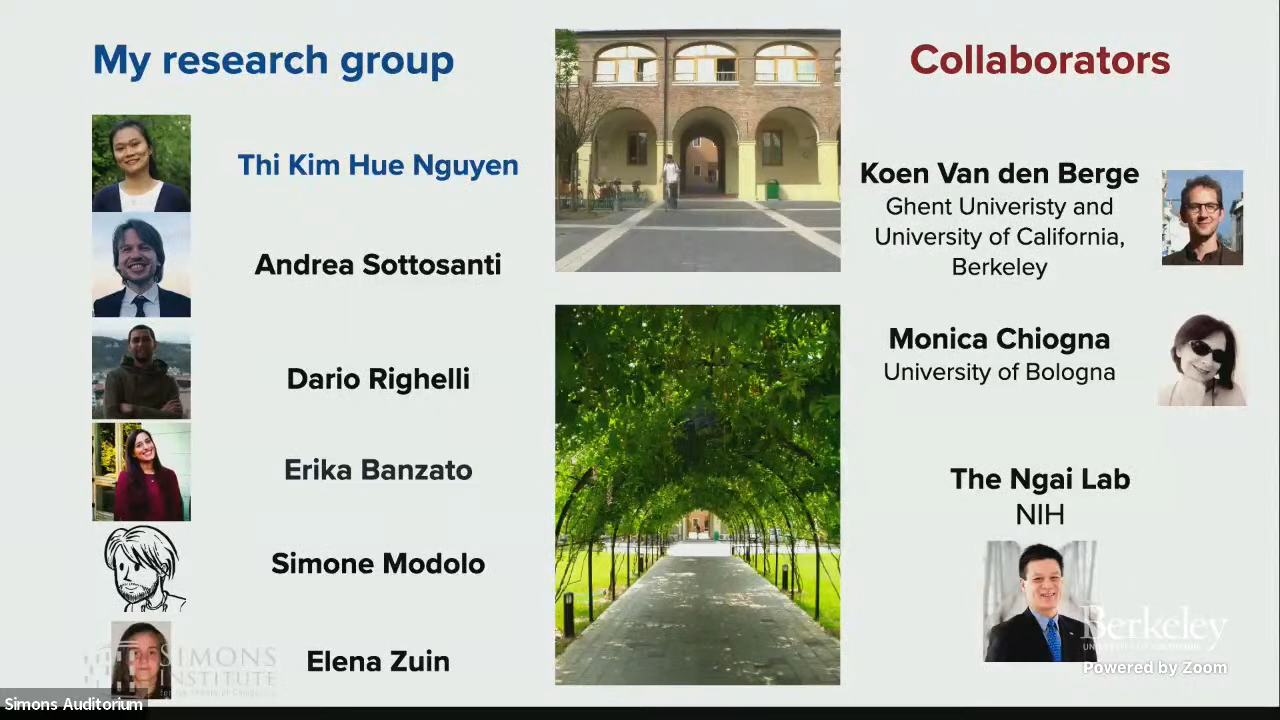 My research group
Thi Kim Hue Nguyen
Andrea Sottosanti
Dario Righelli
Erika Banzato
Simone Modolo
Elena Zuin
Collaborators
Koen Van den Berge
Ghent Univeristy and
University of California,
Berkeley
Monica Chiogna
University of Bologna
The Ngai Lab
NIH
SIMONS
INSTITUTE
Berkeley
Powered by Zoom
Simons Auditorium